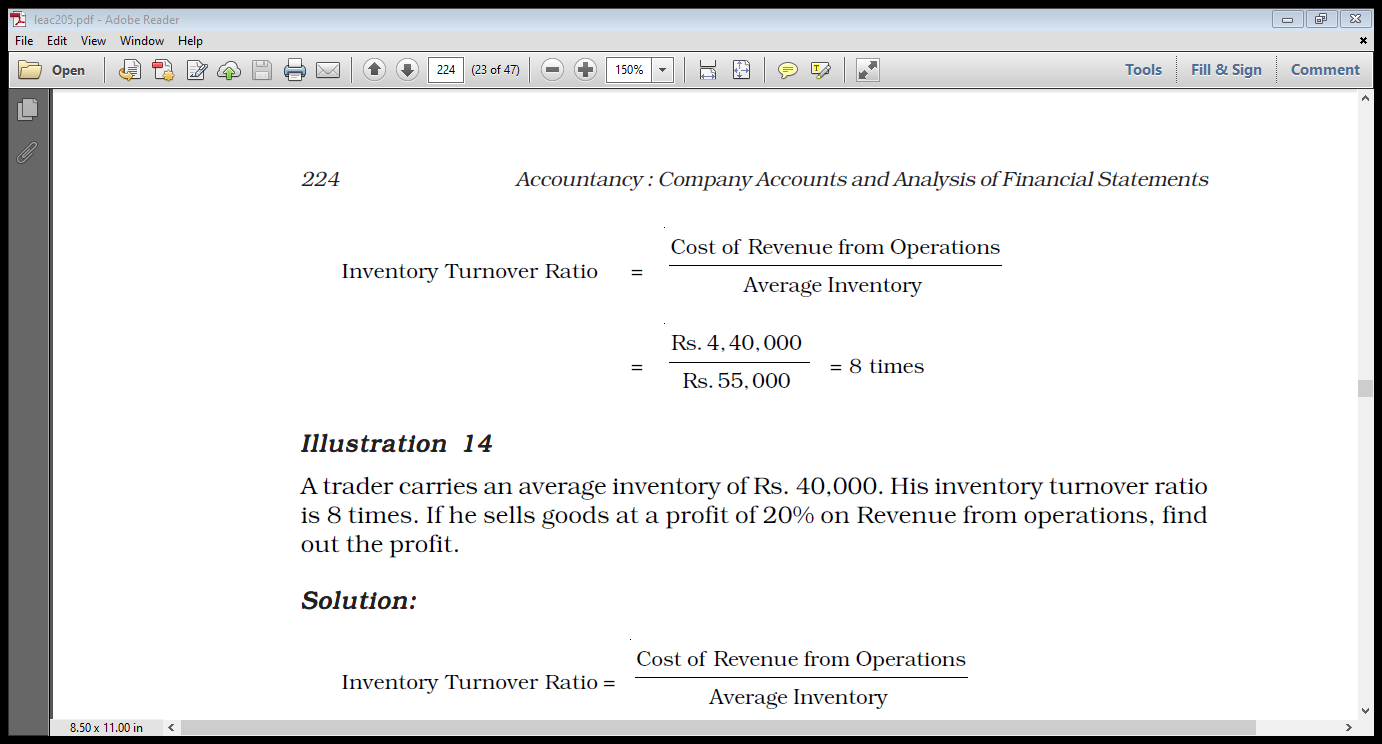 leac205.pdf - Adobe Reader
File Edit View Window Help
Open 224 (23 of 47) 150% Tools Fill & Sign Comment
224 Accountancy : Company Accounts and Analysis of Financial Statements
Cost of Revenue from Operations
Inventory Turnover Ratio =
Average Inventory
Rs. 4,40,000
= = 8 times
Rs. 55,000
Illustration 14
A trader carries an average inventory of Rs. 40,000. His inventory turnover ratio
is 8 times. If he sells goods at a profit of 20% on Revenue from operations, find
out the profit.
Solution:
Cost of Revenue from Operations
Inventory Turnover Ratio =
Average Inventory
8.50 x 11.00 in